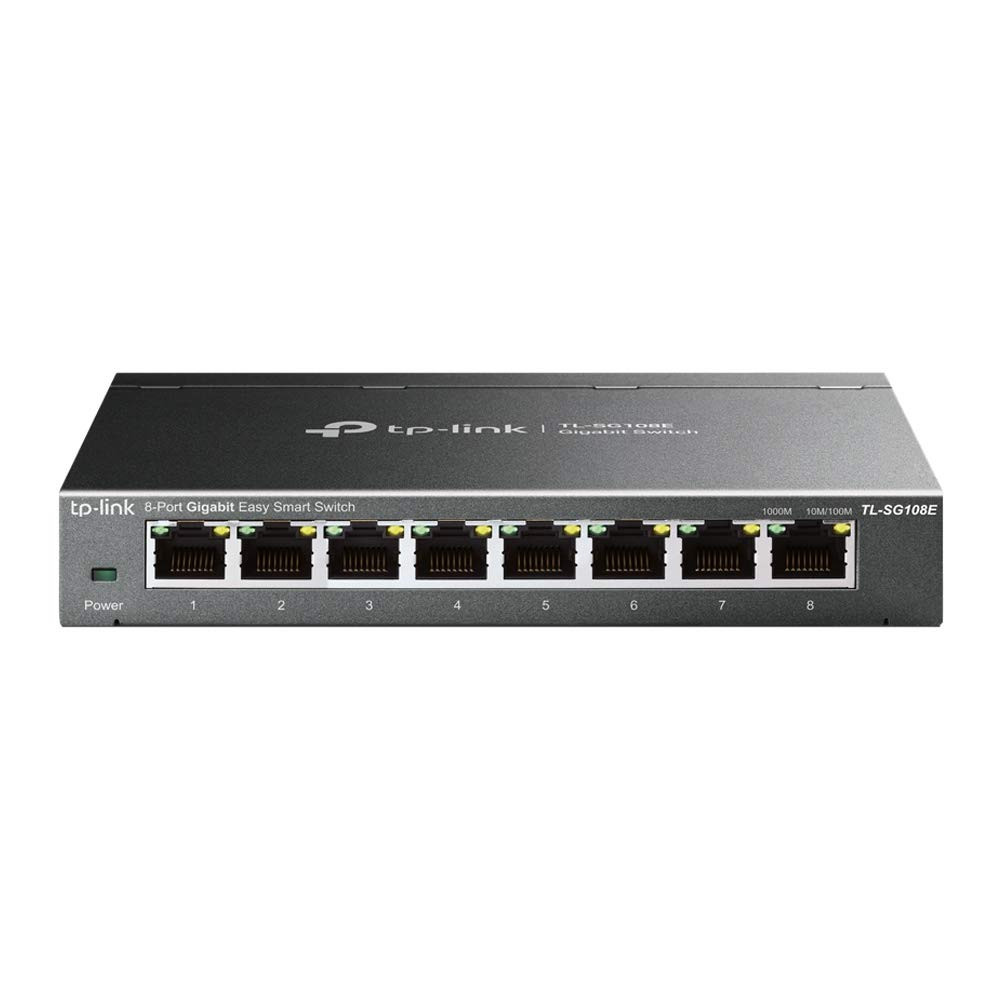 tp-link | TL-SG108E
Gigabit Switch
tp-link 8-Port Gigabit Easy Smart Switch 1000M 10M/100M TL-SG108E
Power 1 2 3 4 5 6 7 8